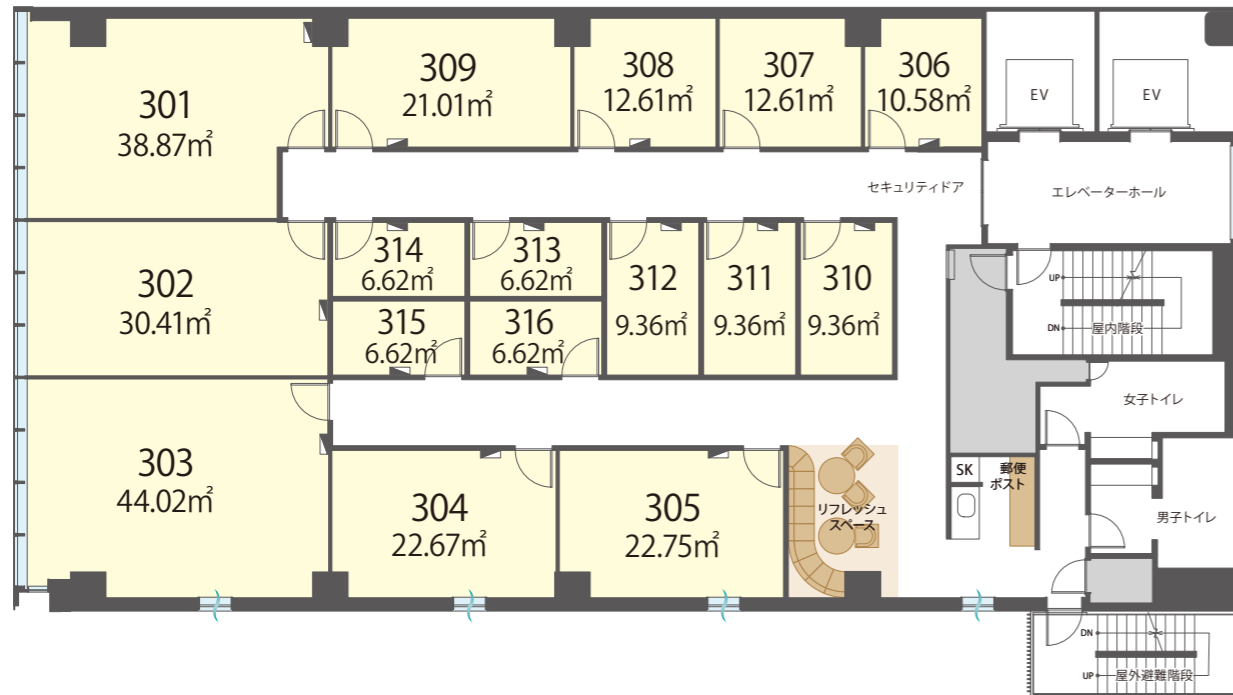 301
38.87㎡
309
21.01㎡
308
12.61㎡
307
12.61㎡
306
10.58㎡
EV
EV
セキュリティドア
エレベーターホール
302
30.41㎡
314
6.62㎡
313
6.62㎡
312
9.36㎡
311
9.36㎡
310
9.36㎡
315
6.62㎡
316
6.62㎡
UP
DN
屋内階段
女子トイレ
303
44.02㎡
304
22.67㎡
305
22.75㎡
リフレッシュ
スペース
SK
郵便
ポスト
男子トイレ
DN
UP
屋外避難階段